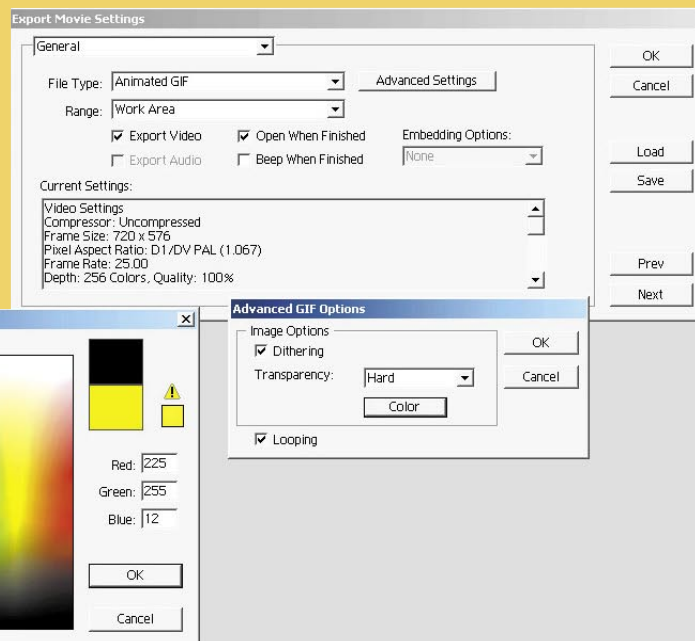 Export Movie Settings
General
OK
File Type: Animated GIF Advanced Settings
Cancel
Range: Work Area
Export Video Open When Finished Embedding Options:
Export Audio Beep When Finished None
Load
Save
Current Settings:
Video Settings
Compressor: Uncompressed
Frame Size: 720 x 576
Pixel Aspect Ratio: D1/DV PAL (1.067)
Frame Rate: 25.00
Depth: 256 Colors, Quality: 100%
Prev
Next
Advanced GIF Options
Image Options
Dithering
Transparency: Hard
Color
Looping
OK
Cancel
Red: 225
Green: 255
Blue: 12
OK
Cancel